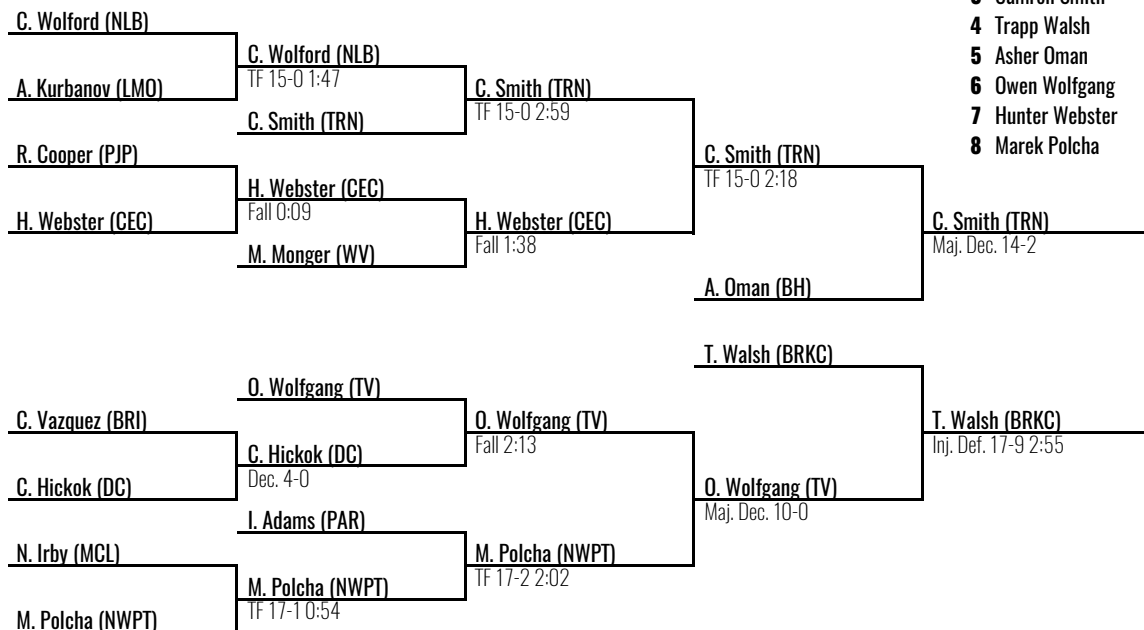 C. Wolford (NLB)
A. Kurbanov (LMO)
R. Cooper (PJP)
H. Webster (CEC)
C. Wolford (NLB)
TF 15-0 1:47
C. Smith (TRN)
H. Webster (CEC)
Fall 0:09
M. Monger (WV)
C. Smith (TRN)
TF 15-0 2:59
H. Webster (CEC)
Fall 1:38
C. Smith (TRN)
TF 15-0 2:18
A. Oman (BH)
C. Smith (TRN)
Maj. Dec. 14-2
4 Trapp Walsh
5 Asher Oman
6 Owen Wolfgang
7 Hunter Webster
8 Marek Polcha
C. Vazquez (BRI)
C. Hickok (DC)
N. Irby (MCL)
M. Polcha (NWPT)
O. Wolfgang (TV)
C. Hickok (DC)
Dec. 4-0
I. Adams (PAR)
M. Polcha (NWPT)
TF 17-1 0:54
O. Wolfgang (TV)
Fall 2:13
M. Polcha (NWPT)
TF 17-2 2:02
T. Walsh (BRKC)
O. Wolfgang (TV)
Maj. Dec. 10-0
T. Walsh (BRKC)
Inj. Def. 17-9 2:55